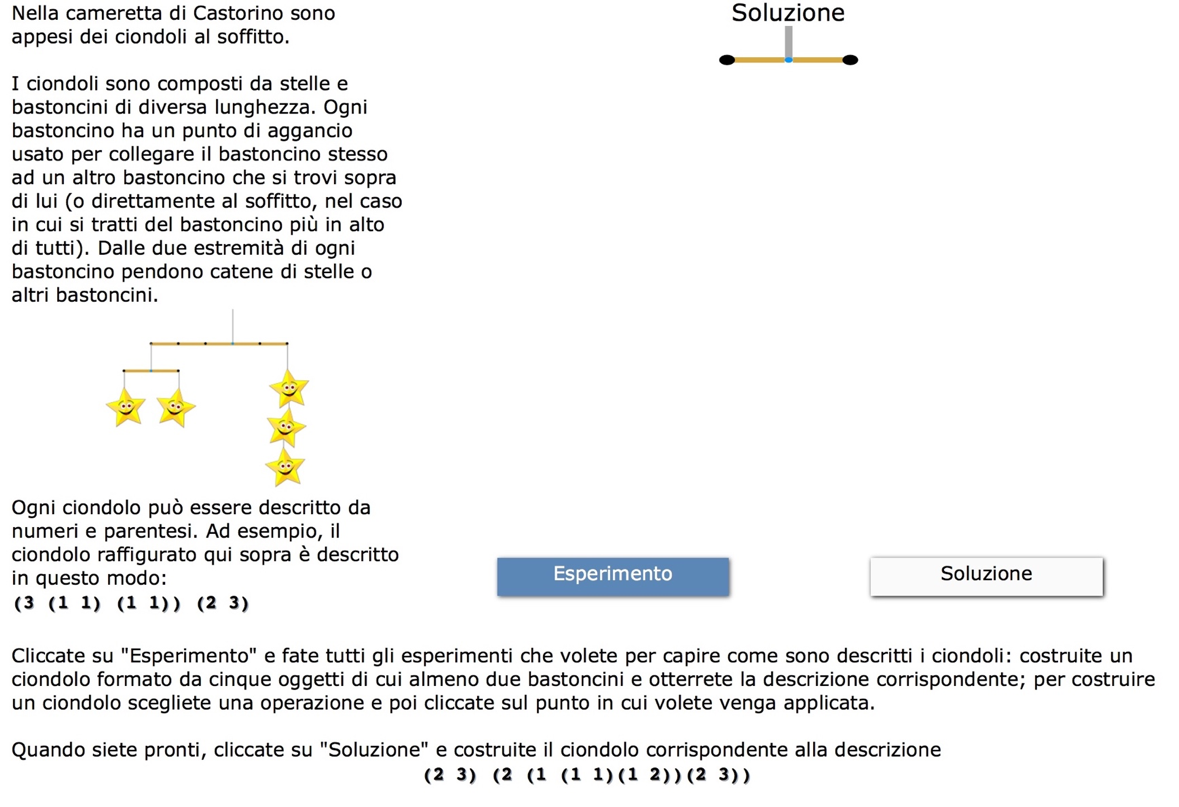 Nella cameretta di Castorino sono
appesi dei ciondoli al soffitto.
I ciondoli sono composti da stelle e
bastoncini di diversa lunghezza. Ogni
bastoncino ha un punto di aggancio
usato per collegare il bastoncino stesso
ad un altro bastoncino che si trovi sopra
di lui (o direttamente al soffitto, nel caso
in cui si tratti del bastoncino più in alto
di tutti). Dalle due estremità di ogni
bastoncino pendono catene di stelle o
altri bastoncini.
Ogni ciondolo può essere descritto da
numeri e parentesi. Ad esempio, il
ciondolo raffigurato qui sopra è descritto
in questo modo:
(3 (1 1) (1 1)) (2 3)
Soluzione
Esperimento
Soluzione
Cliccate su "Esperimento" e fate tutti gli esperimenti che volete per capire come sono descritti i ciondoli: costruite un
ciondolo formato da cinque oggetti di cui almeno due bastoncini e otterrete la descrizione corrispondente; per costruire
un ciondolo scegliete una operazione e poi cliccate sul punto in cui volete venga applicata.
Quando siete pronti, cliccate su "Soluzione" e costruite il ciondolo corrispondente alla descrizione
(2 3) (2 (1 (1 1)(1 2))(2 3))